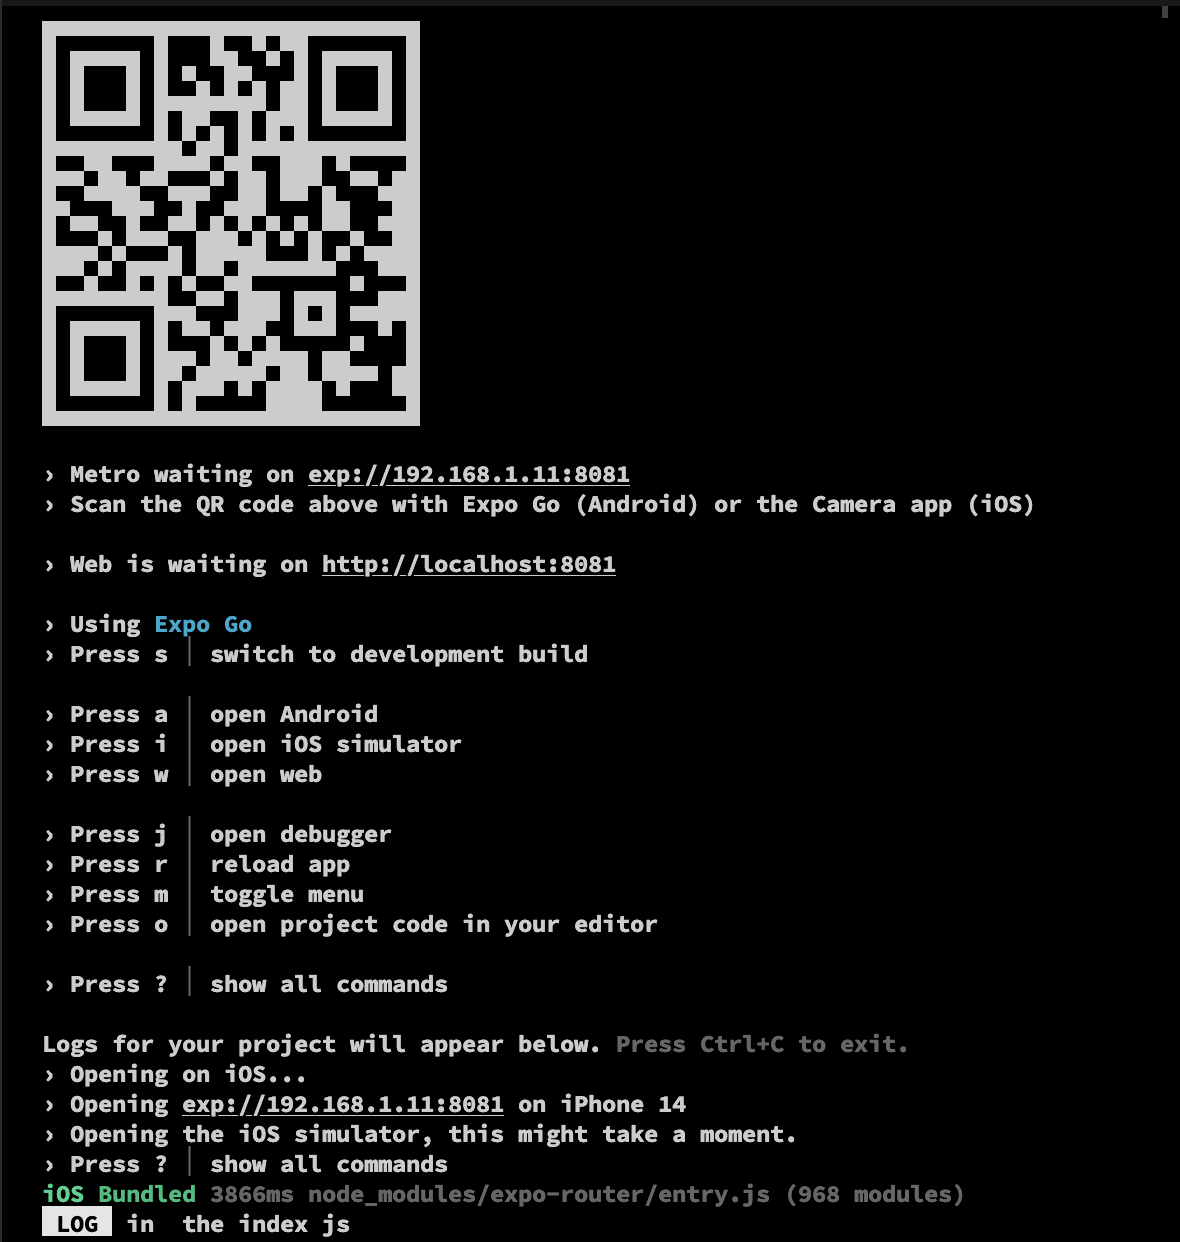 › Metro waiting on exp://192.168.1.11:8081
› Scan the QR code above with Expo Go (Android) or the Camera app (iOS)
› Web is waiting on http://localhost:8081
› Using Expo Go
› Press s │ switch to development build
› Press a │ open Android
› Press i │ open iOS simulator
› Press w │ open web
› Press j │ open debugger
› Press r │ reload app
› Press m │ toggle menu
› Press o │ open project code in your editor
› Press ? │ show all commands
Logs for your project will appear below. Press Ctrl+C to exit.
› Opening on iOS...
› Opening exp://192.168.1.11:8081 on iPhone 14
› Opening the iOS simulator, this might take a moment.
› Press ? │ show all commands
iOS Bundled 3866ms node_modules/expo-router/entry.js (968 modules)
LOG in  the index js